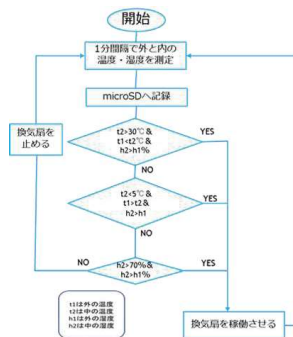 開始
1分間隔で外と内の
温度・湿度を測定
microSDへ記録
換気扇を
止める
t2>30℃&
t1<t2℃&
h2>h1%
YES
NO
t2<5℃&
t1>t2&
h2>h1
YES
NO
NO
h2>70%&
h2>h1%
YES
t1は外の温度
t2は中の温度
h1は外の湿度
h2は中の湿度
換気扇を稼働させる